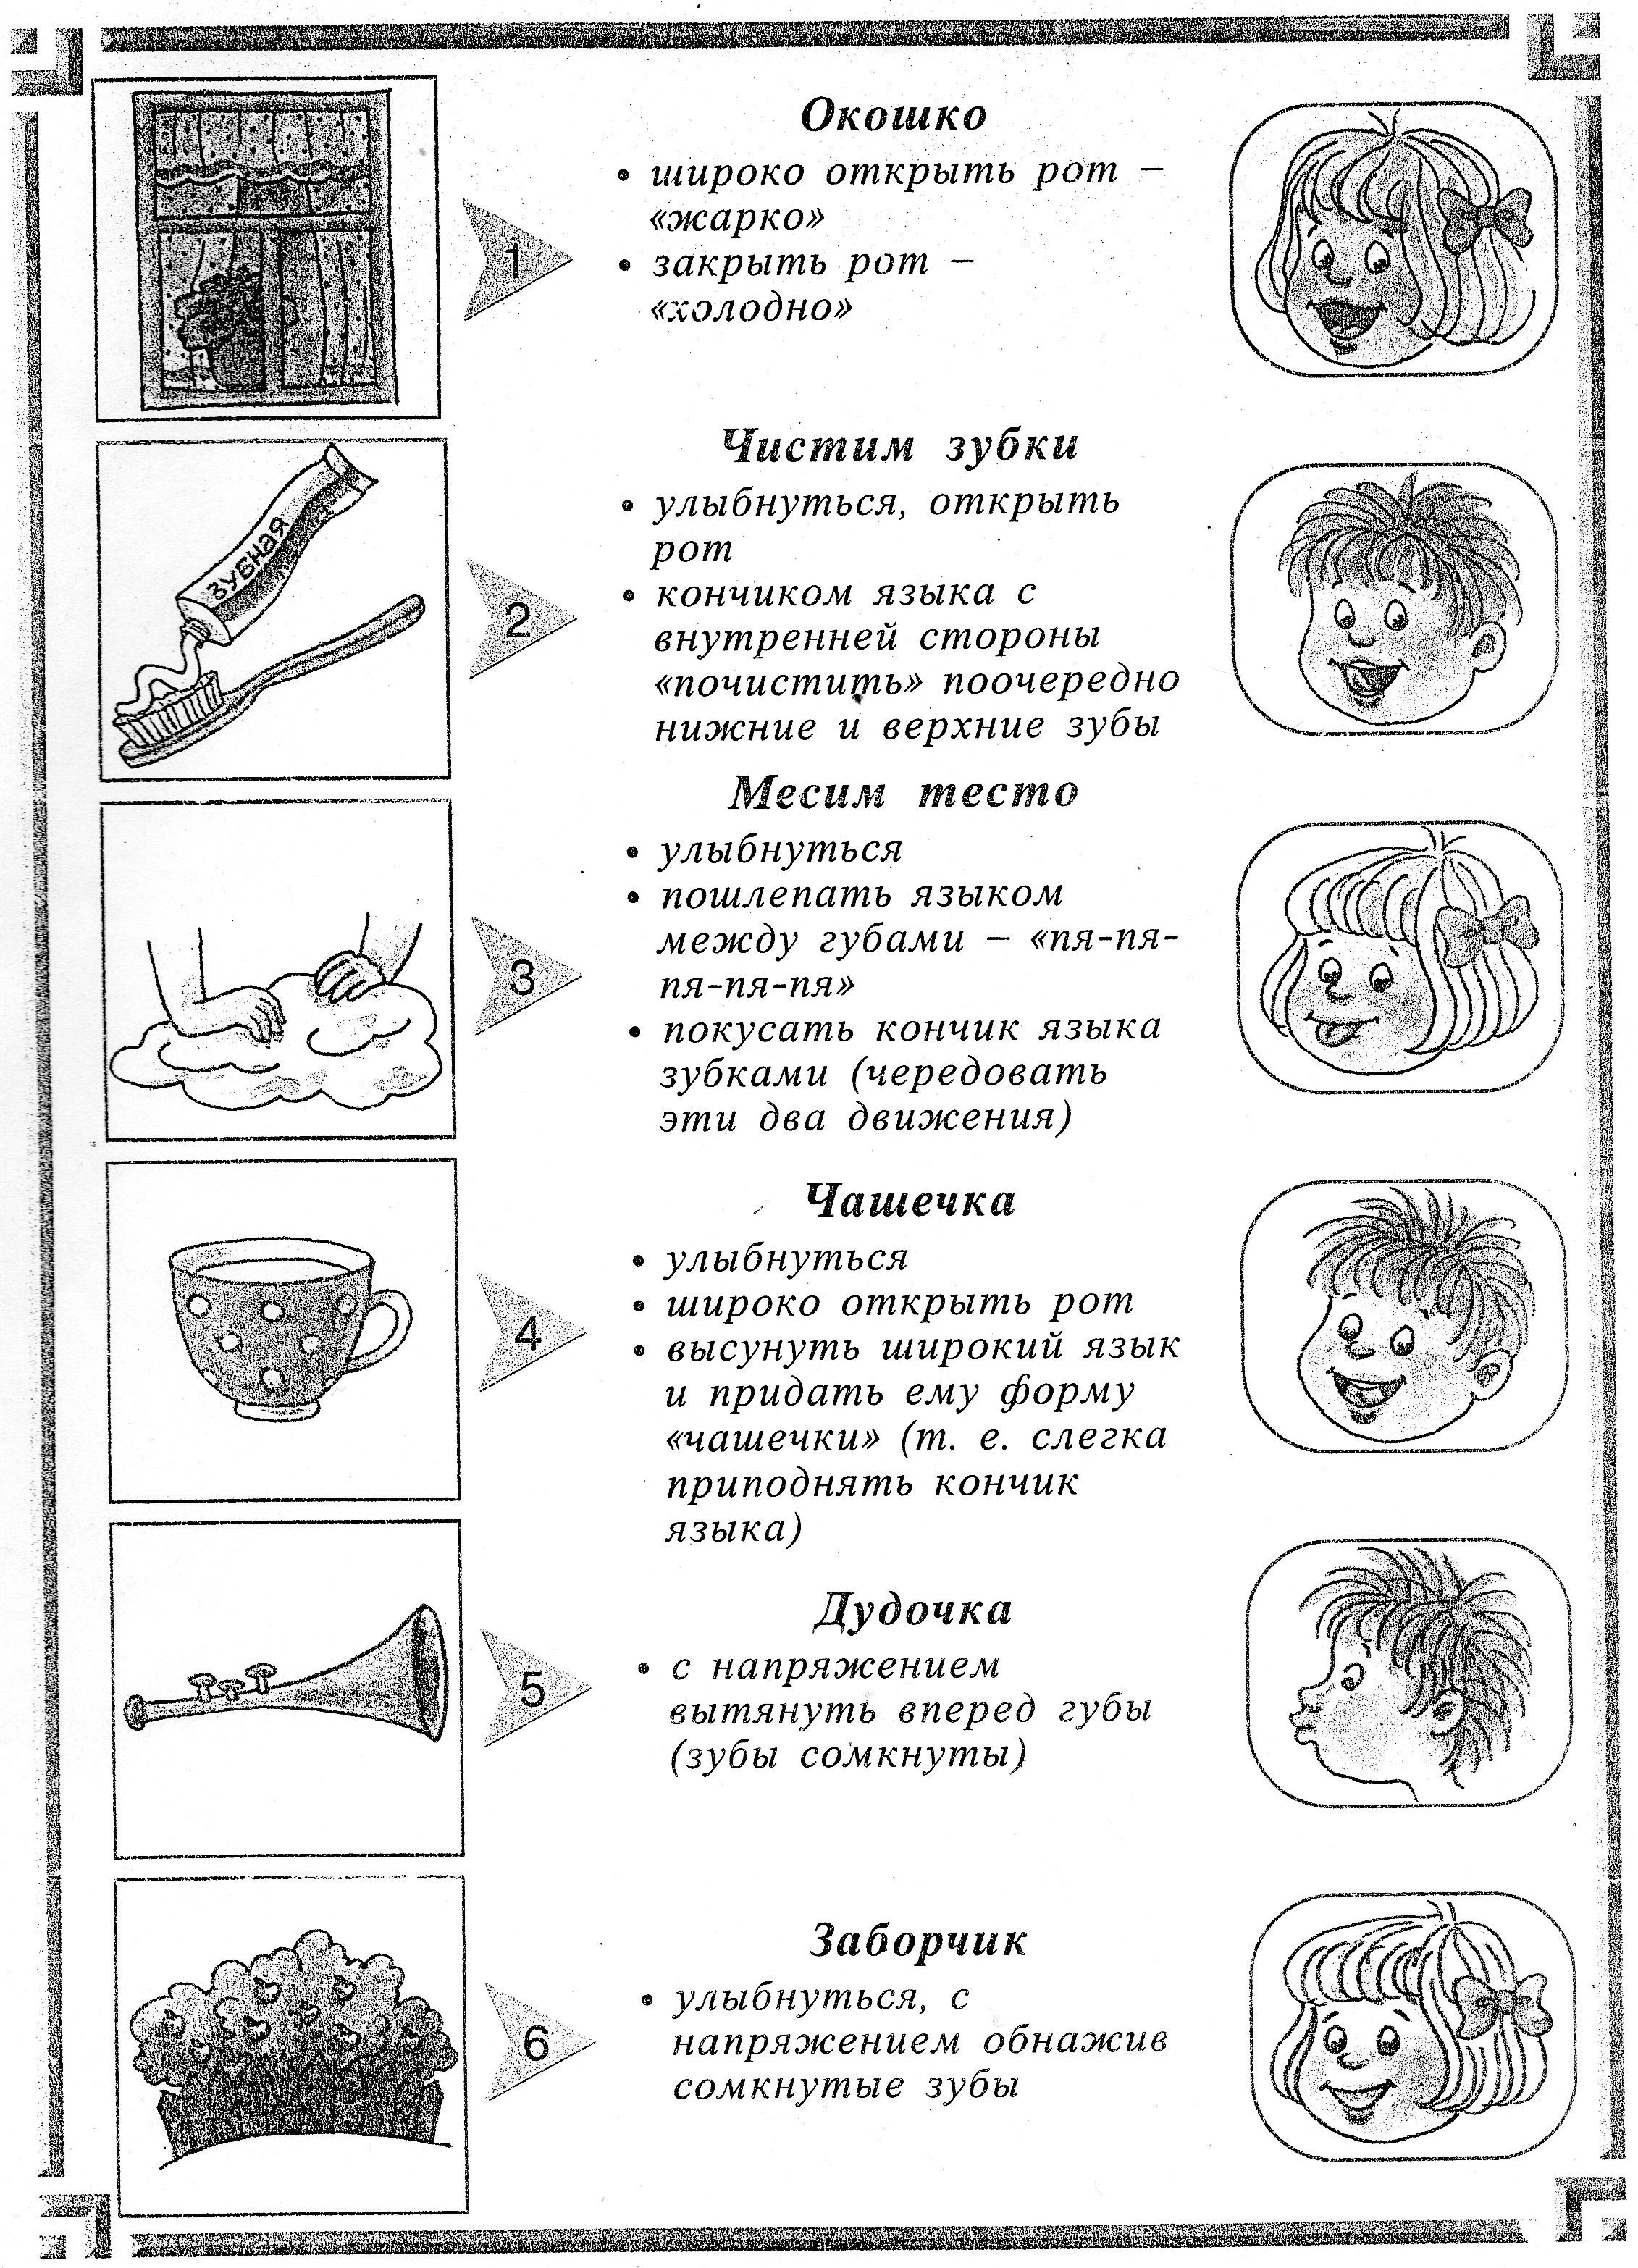 Окошко
• широко открыть рот –
«жарко»
1
• закрыть рот –
«холодно»
Чистим зубки
• улыбнуться, открыть
рот
ЗУБНАЯ
2
• кончиком языка с
внутренней стороны
«почистить» поочередно
нижние и верхние зубы
Месим тесто
• улыбнуться
• пошлепать языком
между губами – «пя-пя-
пя-пя-пя»
3
• покусать кончик языка
зубками (чередовать
эти два движения)
Чашечка
• улыбнуться
• широко открыть рот
4
• высунуть широкий язык
и придать ему форму
«чашечки» (т. е. слегка
приподнять кончик
языка)
Дудочка
• с напряжением
5
вытянуть вперед губы
(зубы сомкнуты)
Заборчик
• улыбнуться, с
6
напряжением обнажив
сомкнутые зубы